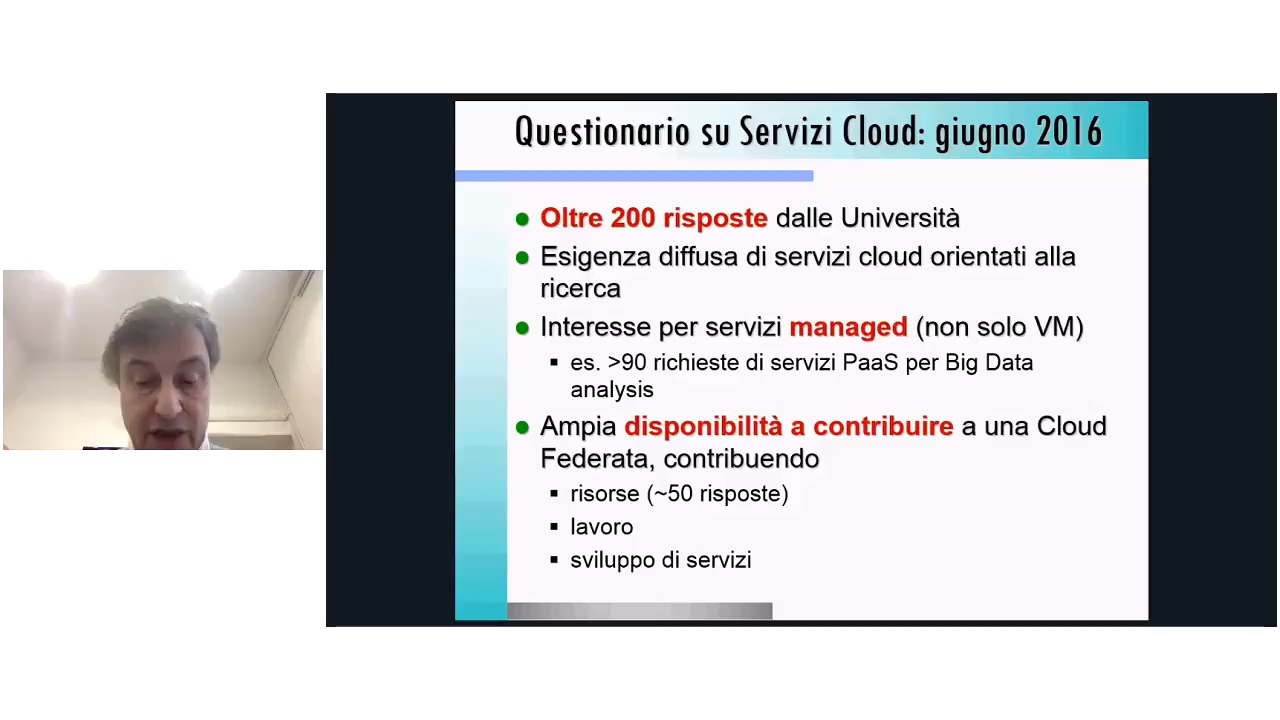 Questionario su Servizi Cloud: giugno 2016
Oltre 200 risposte dalle Università
Esigenza diffusa di servizi cloud orientati alla
ricerca
Interesse per servizi managed (non solo VM)
es. >90 richieste di servizi PaaS per Big Data
analysis
Ampia disponibilità a contribuire a una Cloud
Federata, contribuendo
risorse (~50 risposte)
lavoro
sviluppo di servizi